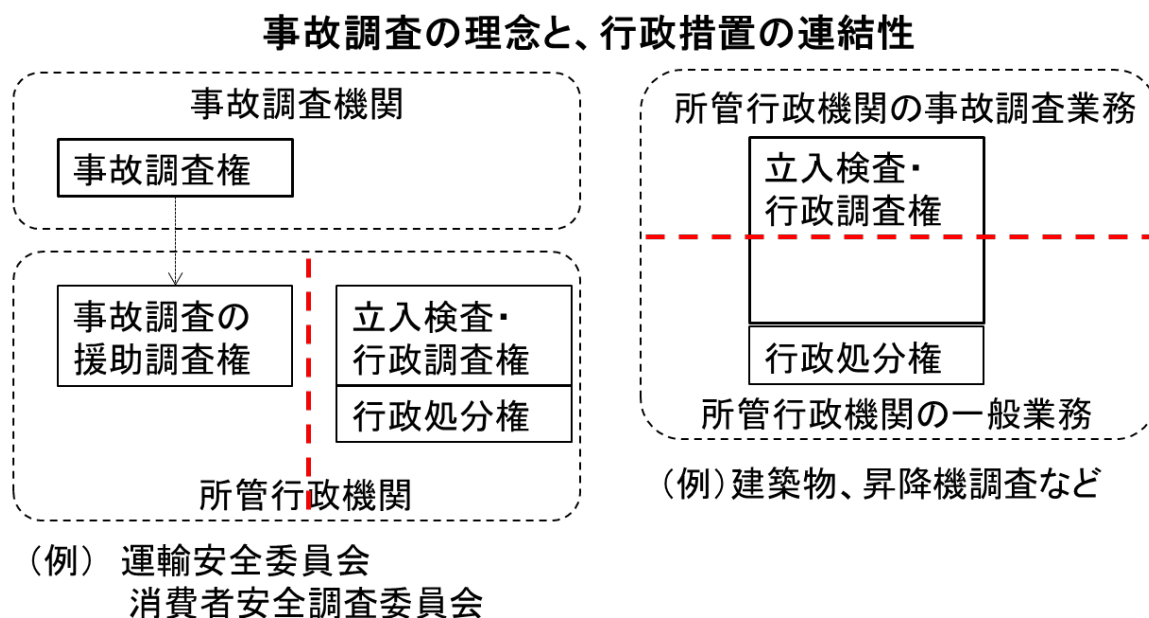 事故調査の理念と、行政措置の連結性
事故調査機関
事故調査権
事故調査の
援助調査権
立入検査・
行政調査権
行政処分権
所管行政機関
（例） 運輸安全委員会
消費者安全調査委員会
所管行政機関の事故調査業務
立入検査・
行政調査権
行政処分権
所管行政機関の一般業務
（例）建築物、昇降機調査など